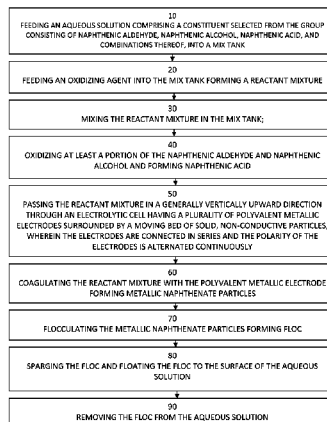 10
FEEDING AN AQUEOUS SOLUTION COMPRISING A CONSTITUENT SELECTED FROM THE GROUP
CONSISTING OF NAPHTHENIC ALDEHYDE, NAPHTHENIC ALCOHOL, NAPHTHENIC ACID, AND
COMBINATIONS THEREOF, INTO A MIX TANK
20
FEEDING AN OXIDIZING AGENT INTO THE MIX TANK FORMING A REACTANT MIXTURE
30
MIXING THE REACTANT MIXTURE IN THE MIX TANK;
40
OXIDIZING AT LEAST A PORTION OF THE NAPHTHENIC ALDEHYDE AND NAPHTHENIC
ALCOHOL AND FORMING NAPHTHENIC ACID
50
PASSING THE REACTANT MIXTURE IN A GENERALLY VERTICALLY UPWARD DIRECTION
THROUGH AN ELECTROLYTIC CELL HAVING A PLURALITY OF POLYVALENT METALLIC
ELECTRODES SURROUNDED BY A MOVING BED OF SOLID, NON-CONDUCTIVE PARTICLES,
WHEREIN THE ELECTRODES ARE CONNECTED IN SERIES AND THE POLARITY OF THE
ELECTRODES IS ALTERNATED CONTINUOUSLY
60
COAGULATING THE REACTANT MIXTURE WITH THE POLYVALENT METALLIC ELECTRODE
FORMING METALLIC NAPHTHENATE PARTICLES
70
FLOCCULATING THE METALLIC NAPHTHENATE PARTICLES FORMING FLOC
80
SPARGING THE FLOC AND FLOATING THE FLOC TO THE SURFACE OF THE AQUEOUS
SOLUTION
90
REMOVING THE FLOC FROM THE AQUEOUS SOLUTION